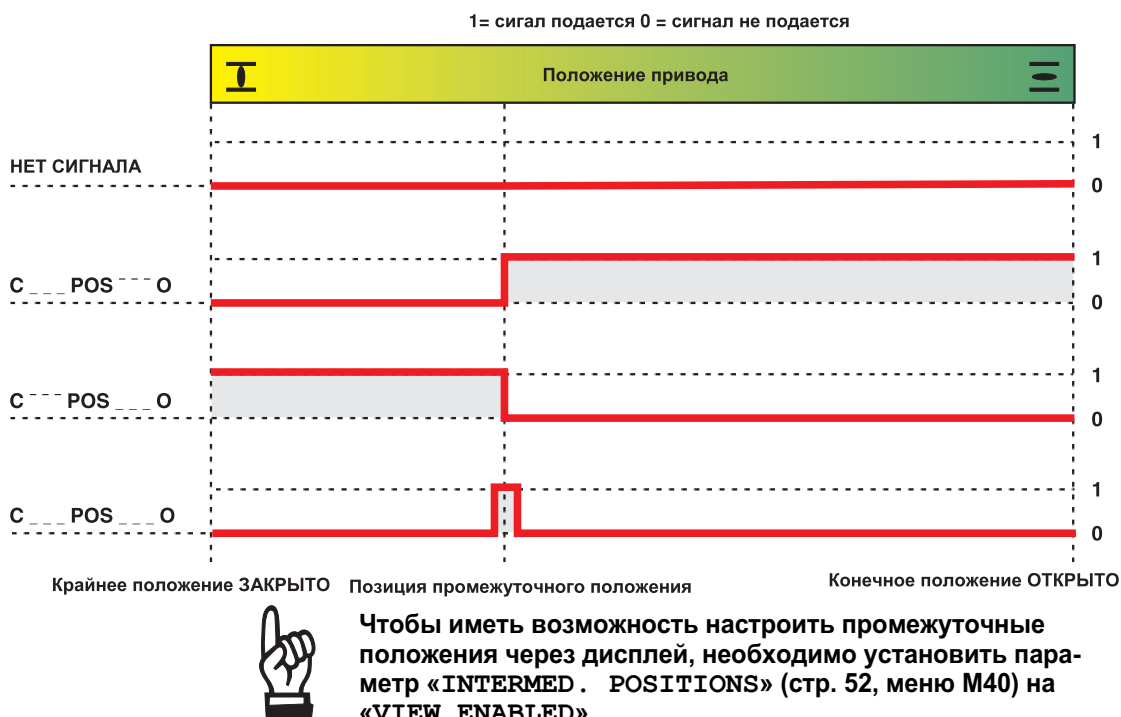 1= сигал подается 0 = сигнал не подается
Положение привода
1
НЕТ СИГНАЛА
0
1
C _ _ _ POS ‾ ‾ ‾ O
0
1
C ‾ ‾ ‾ POS _ _ _ O
0
1
C _ _ _ POS _ _ _ O
0
Крайнее положение ЗАКРЫТО Позиция промежуточного положения Конечное положение ОТКРЫТО
Чтобы иметь возможность настроить промежуточные
положения через дисплей, необходимо установить пара-
метр «INTERMED. POSITIONS» (стр. 52, меню M40) на
«VIEW ENABLED»